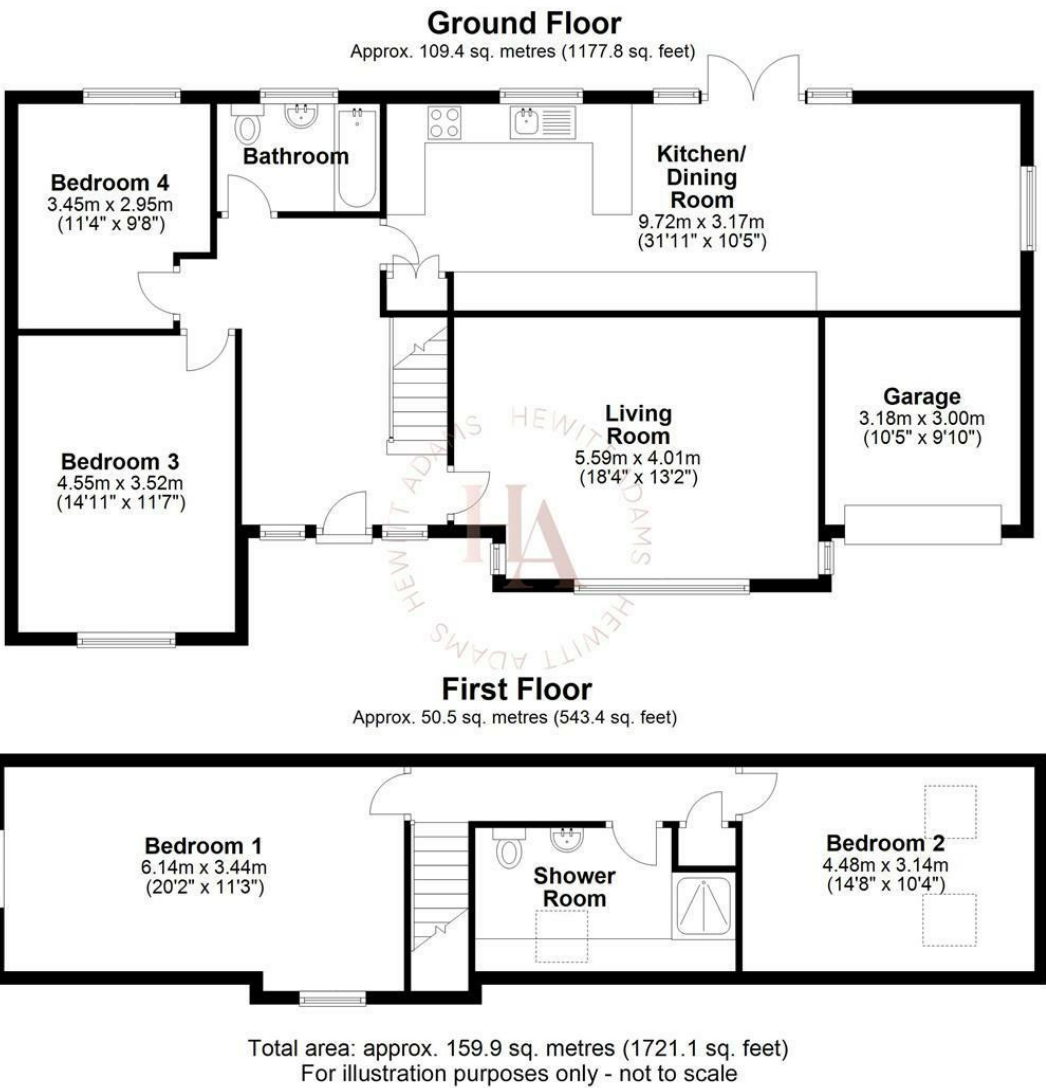 Ground Floor
Approx. 109.4 sq. metres (1177.8 sq. feet)
Bedroom 4
3.45m x 2.95m
(11'4" x 9'8")
Bathroom
Kitchen/
Dining
Room
9.72m x 3.17m
(31'11" x 10'5")
Bedroom 3
4.55m x 3.52m
(14'11" x 11'7")
Living
Room
5.59m x 4.01m
(18'4" x 13'2")
Garage
3.18m x 3.00m
(10'5" x 9'10")
HEWITT ADAMS HEWITT ADAMS HEWITT ADAMS
HA
First Floor
Approx. 50.5 sq. metres (543.4 sq. feet)
Bedroom 1
6.14m x 3.44m
(20'2" x 11'3")
Shower
Room
Bedroom 2
4.48m x 3.14m
(14'8" x 10'4")
Total area: approx. 159.9 sq. metres (1721.1 sq. feet)
For illustration purposes only - not to scale